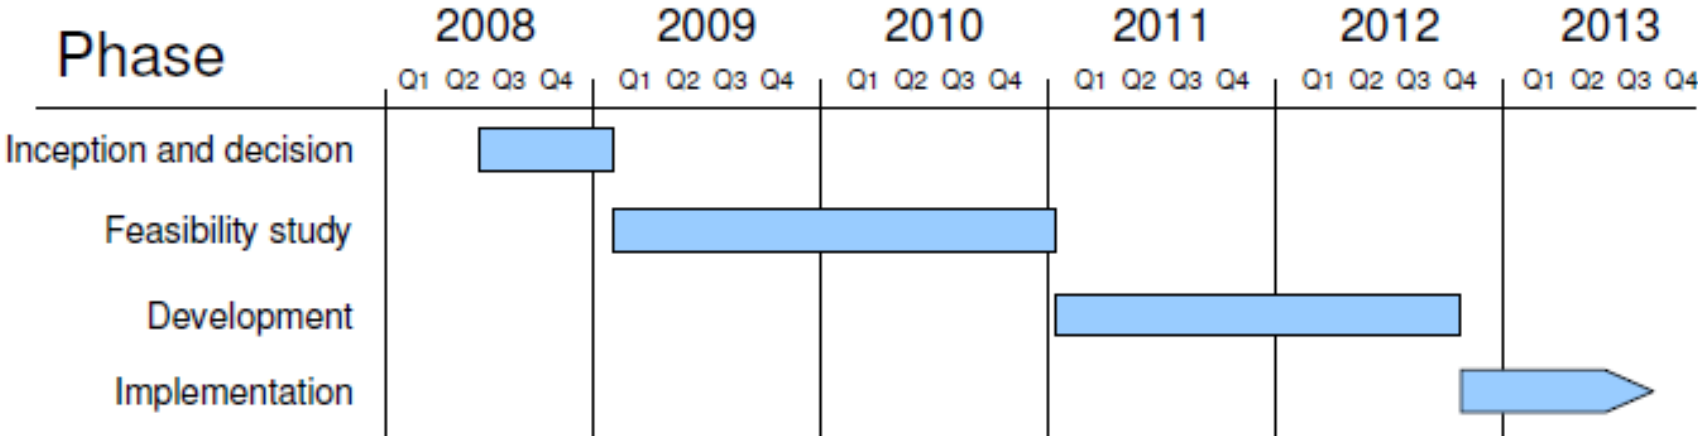 Phase 2008 2009 2010 2011 2012 2013
Q1 Q2 Q3 Q4 Q1 Q2 Q3 Q4 Q1 Q2 Q3 Q4 Q1 Q2 Q3 Q4 Q1 Q2 Q3 Q4 Q1 Q2 Q3 Q4
Inception and decision
Feasibility study
Development
Implementation